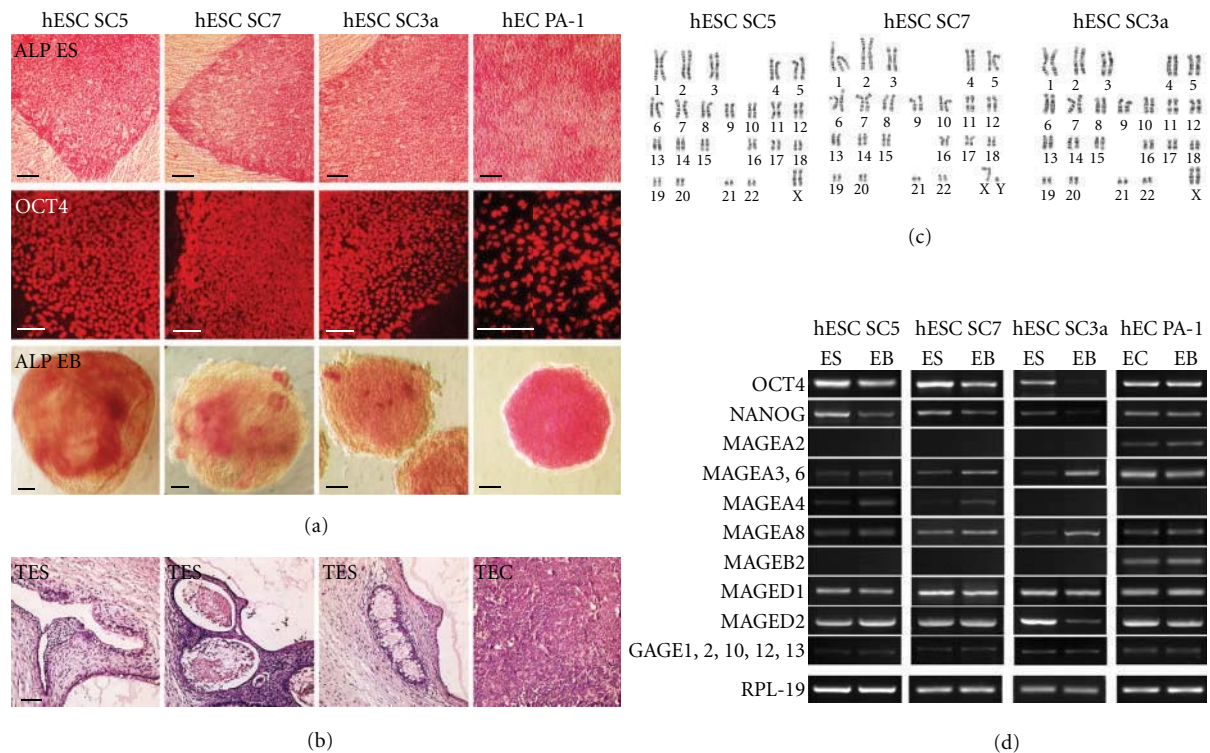 hESC SC5 hESC SC7 hESC SC3a hEC PA-1
ALP ES
OCT4
ALP EB
(a)
TES TES TES TEC
(b)
hESC SC5 hESC SC7 hESC SC3a
1 2 3 4 5 1 2 3 4 5 1 2 3 4 5
6 7 8 9 10 11 12 6 7 8 9 10 11 12 6 7 8 9 10 11 12
13 14 15 16 17 18 13 14 15 16 17 18 13 14 15 16 17 18
19 20 21 22 X 19 20 21 22 X Y 19 20 21 22 X
(c)
hESC SC5 hESC SC7 hESC SC3a hEC PA-1
ES EB ES EB ES EB EC EB
OCT4
NANOG
MAGEA2
MAGEA3, 6
MAGEA4
MAGEA8
MAGEB2
MAGED1
MAGED2
GAGE1, 2, 10, 12, 13
RPL-19
(d)